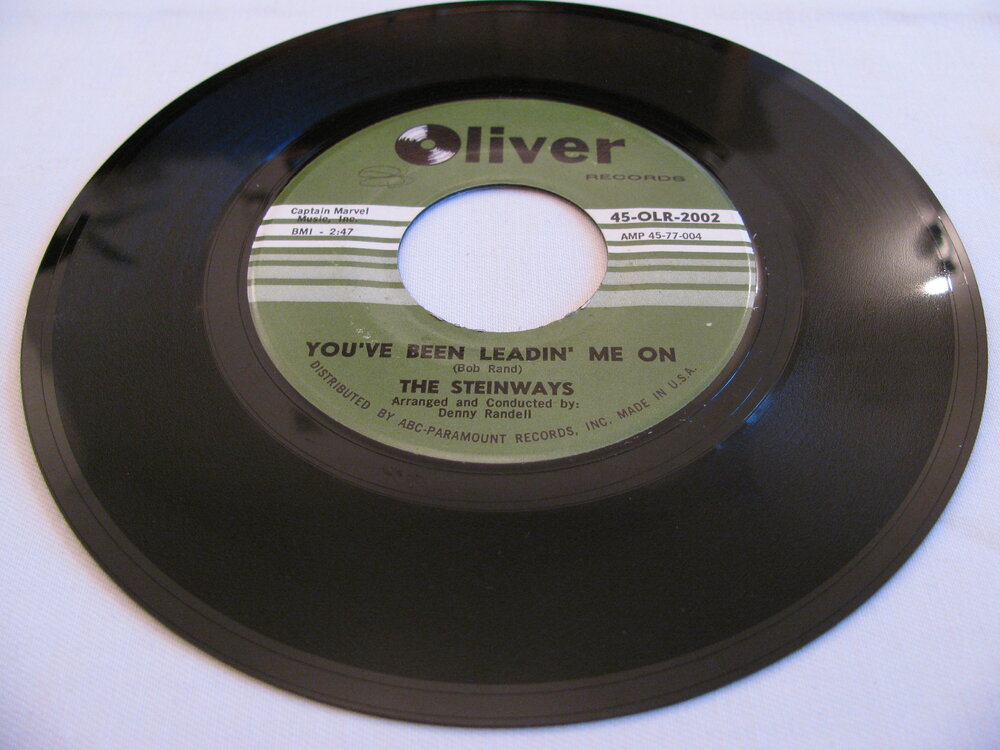 Oliver
RECORDS
Captain Marvel
Music, Inc.
BMI - 2:47
45-OLR-2002
AMP 45-77-004
YOU'VE BEEN LEADIN' ME ON
(Bob Rand)
THE STEINWAYS
Arranged and Conducted by:
Denny Randell
DISTRIBUTED BY ABC-PARAMOUNT RECORDS, INC. MADE IN U.S.A.